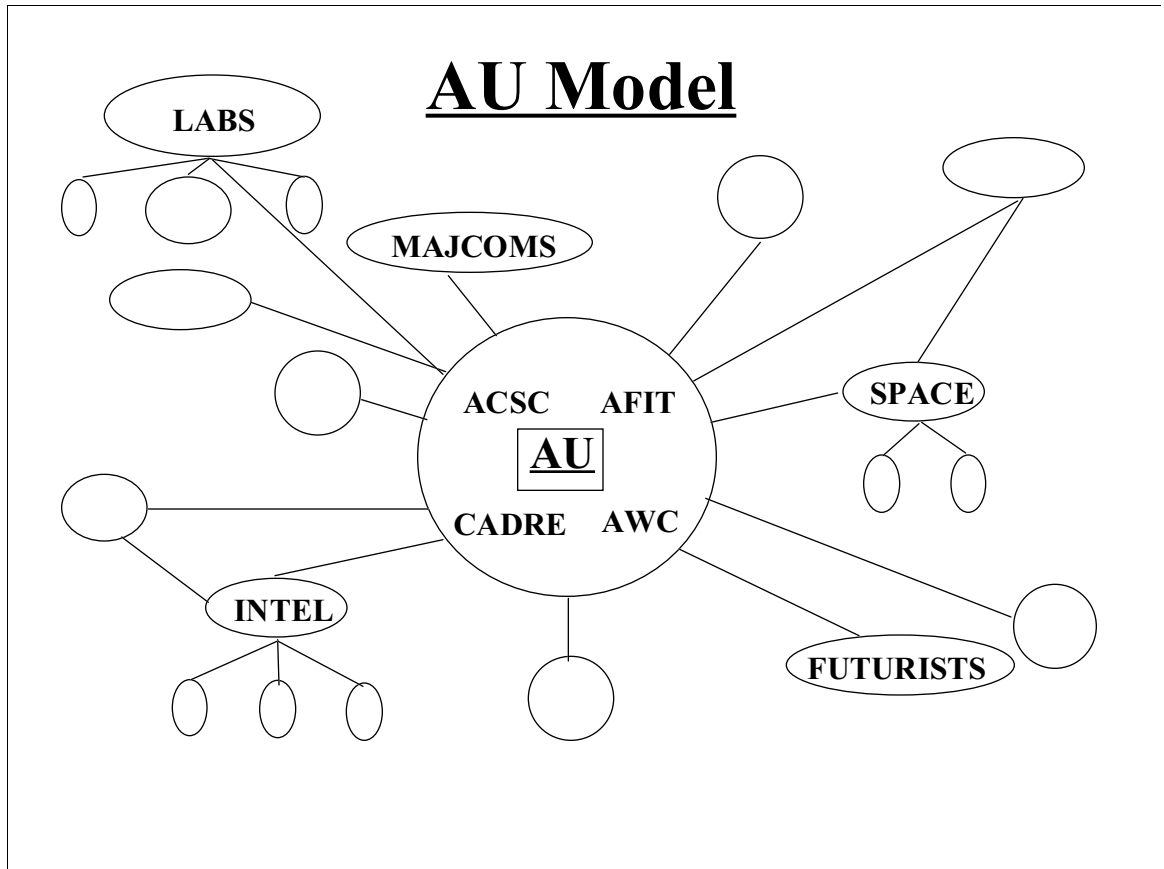 AU Model
LABS
MAJCOMS
ACSC AFIT
SPACE
AU
CADRE AWC
INTEL
FUTURISTS